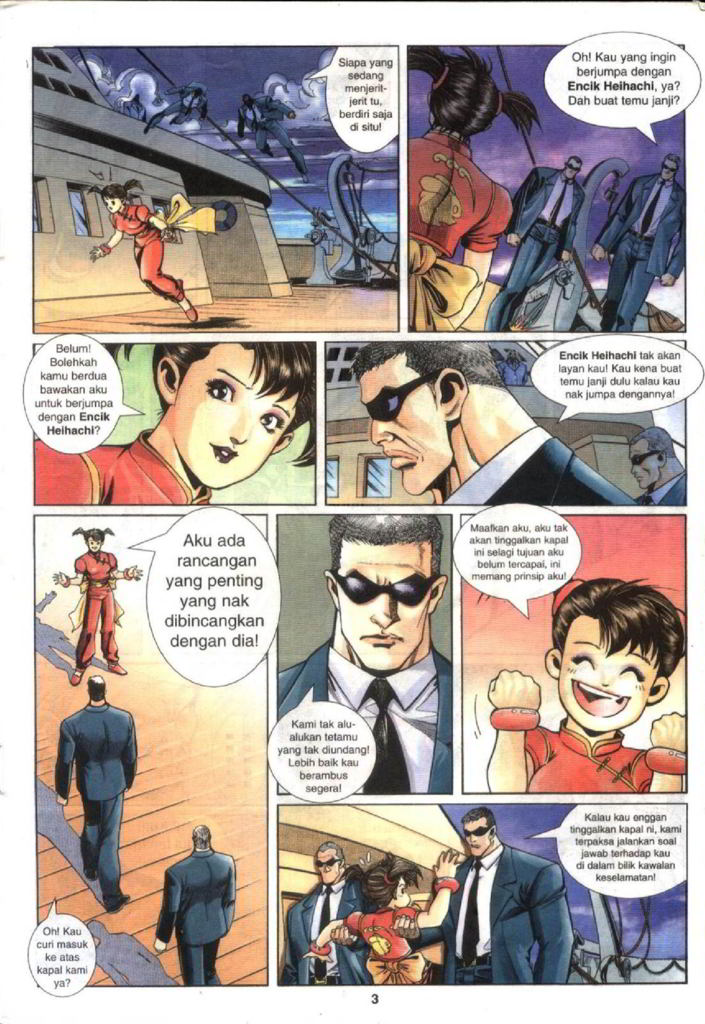 Siapa yang
sedang
menjerit-
jerit tu,
berdiri saja
di situ!
Oh! Kau yang ingin
berjumpa dengan
Encik Heihachi, ya?
Dah buat temu janji?
Belum!
Bolehkah
kamu berdua
bawakan aku
untuk berjumpa
dengan Encik
Heihachi?
Encik Heihachi tak akan
layan kau! Kau kena buat
temu janji dulu kalau kau
nak jumpa dengannya!
Aku ada
rancangan
yang penting
yang nak
dibincangkan
dengan dia!
Oh! Kau
curi masuk
ke atas
kapal kami
ya?
Kami tak alu-
alukan tetamu
yang tak diundang!
Lebih baik kau
berambus
segera!
Maafkan aku, aku tak
akan tinggalkan kapal
ini selagi tujuan aku
belum tercapai, ini
memang prinsip aku!
Kalau kau enggan
tinggalkan kapal ni, kami
terpaksa jalankan soal
jawab terhadap kau
di dalam bilik kawalan
keselamatan!
3